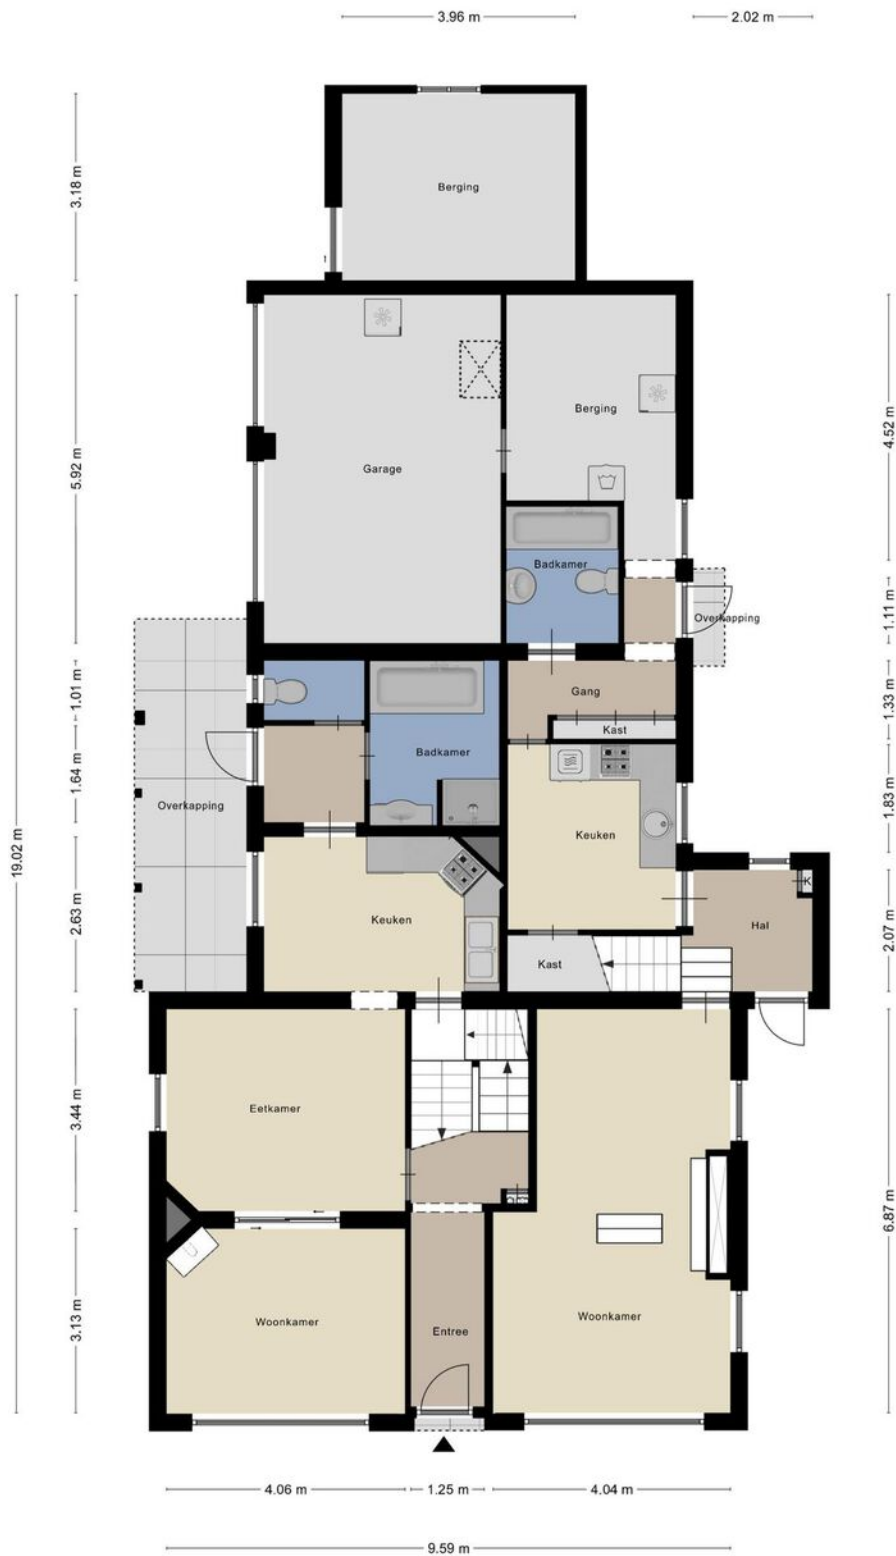 3.96 m
2.02 m
3.18 m
Berging
19.02 m
5.92 m
Garage
Berging
4.52 m
Badkamer
1.11 m
Overkapping
1.01 m
Gang
1.33 m
Kast
Badkamer
1.64 m
Overkapping
Keuken
1.83 m
2.63 m
Keuken
K
Hal
2.07 m
Kast
3.44 m
Eetkamer
6.87 m
3.13 m
Woonkamer
Entree
Woonkamer
4.06 m
1.25 m
4.04 m
9.59 m